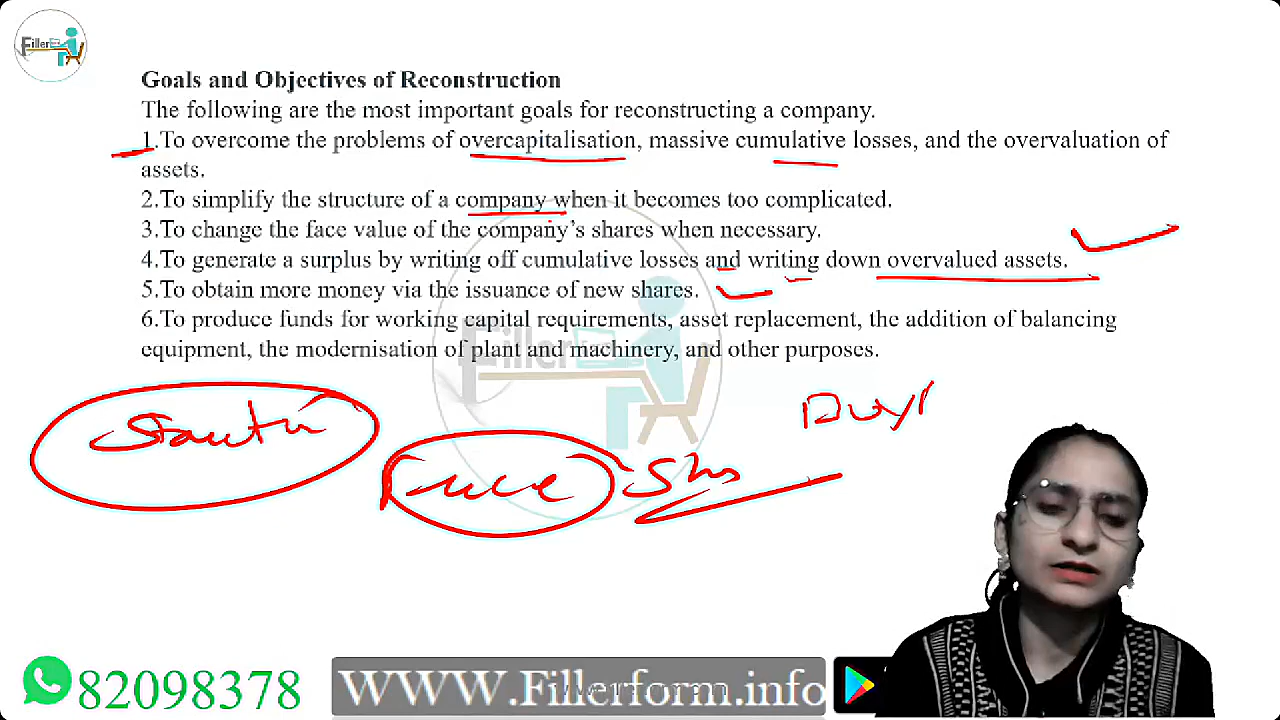 Filler
Goals and Objectives of Reconstruction
The following are the most important goals for reconstructing a company.
1.To overcome the problems of overcapitalisation, massive cumulative losses, and the overvaluation of
assets.
2.To simplify the structure of a company when it becomes too complicated.
3.To change the face value of the company's shares when necessary.
4.To generate a surplus by writing off cumulative losses and writing down overvalued assets.
5.To obtain more money via the issuance of new shares.
6.To produce funds for working capital requirements, asset replacement, the addition of balancing
equipment, the modernisation of plant and machinery, and other purposes.
Filler
82098378
WWW.Fillerform.info